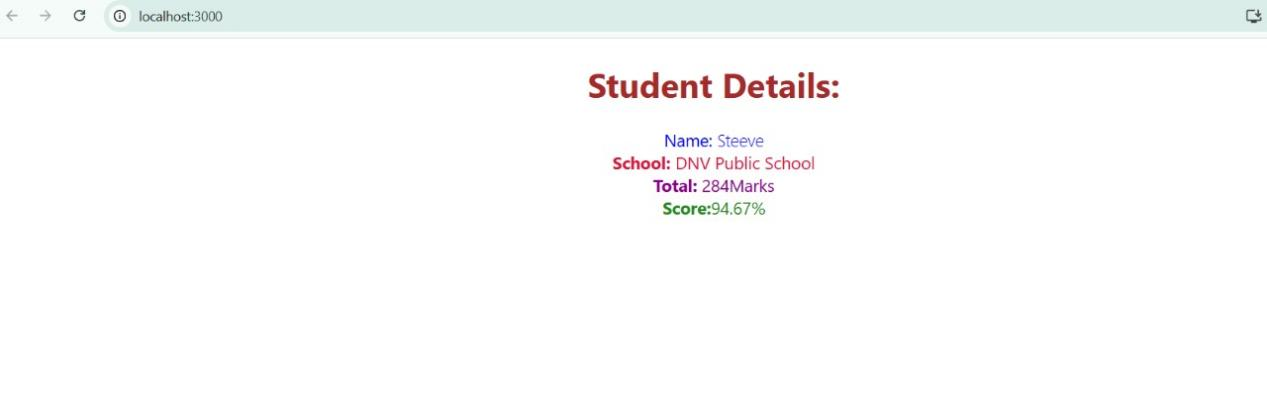 localhost:3000
Student Details:
Name: Steeve
School: DNV Public School
Total: 284Marks
Score:94.67%